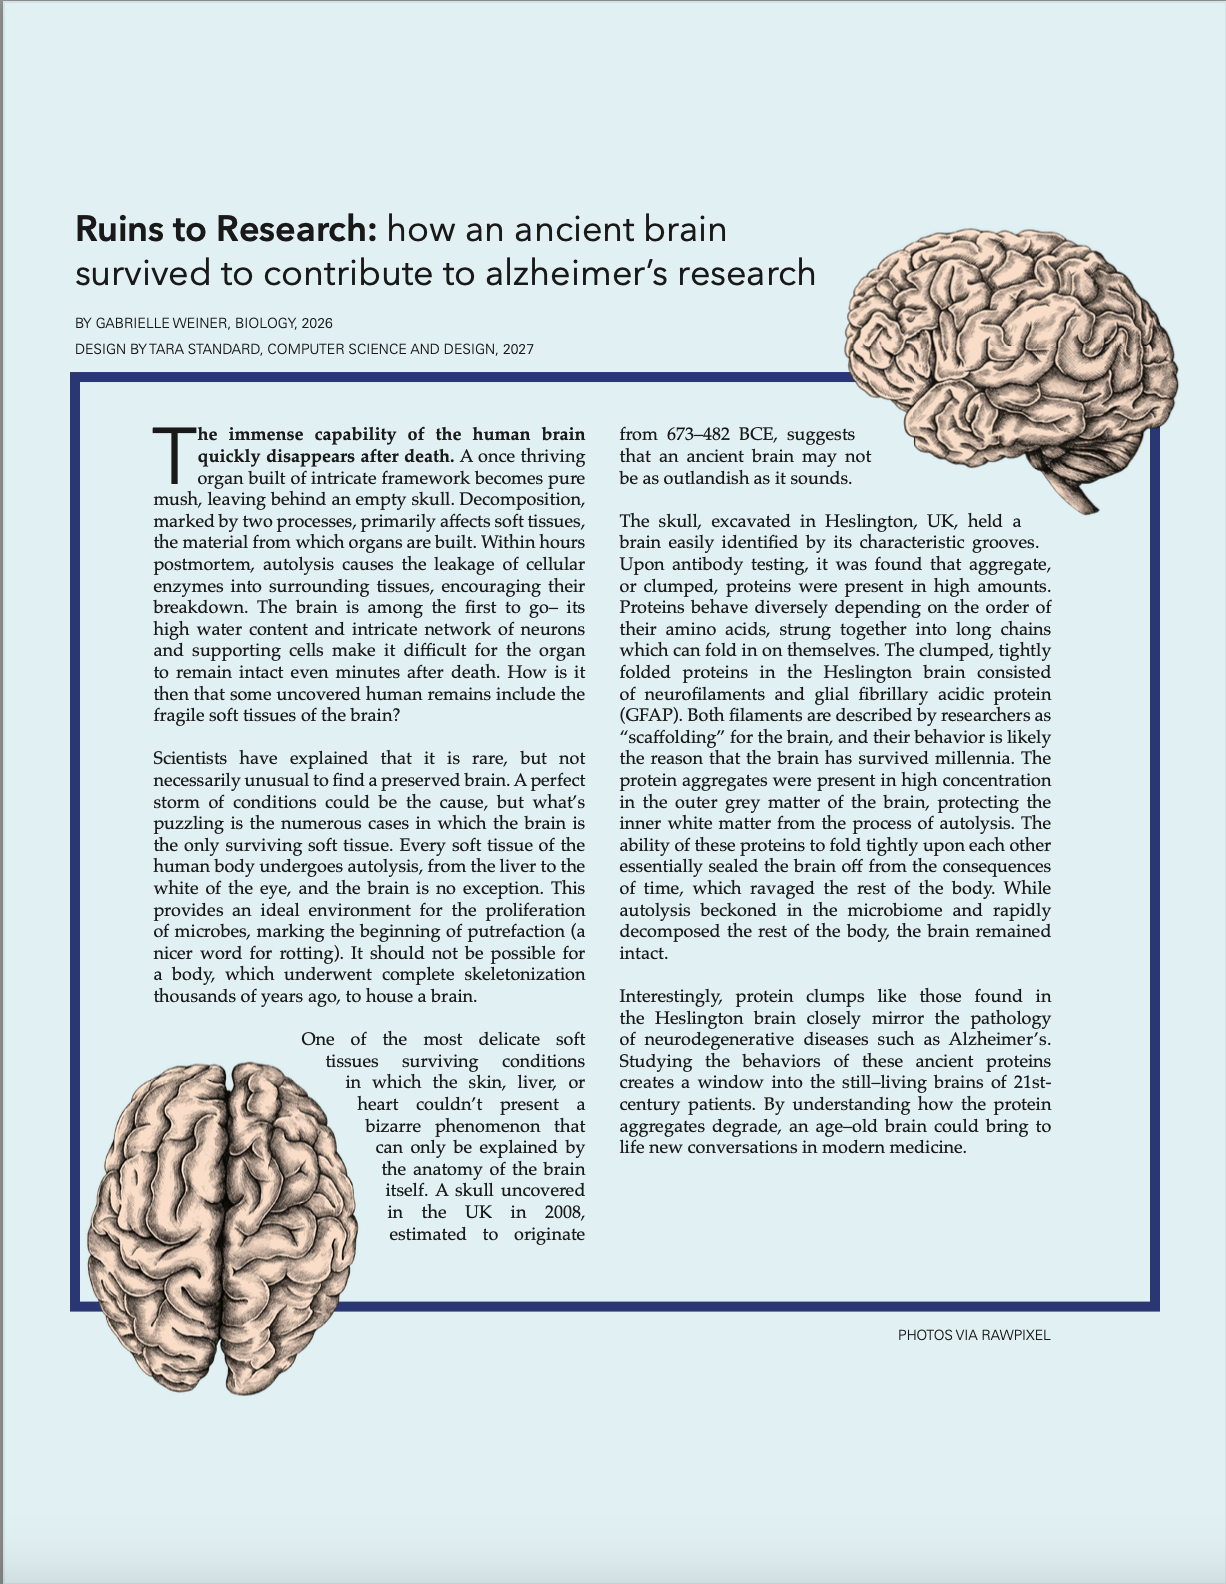 Ruins to Research: how an ancient brain
survived to contribute to alzheimer's research
BY GABRIELLE WEINER, BIOLOGY, 2026
DESIGN BY TARA STANDARD, COMPUTER SCIENCE AND DESIGN, 2027
The immense capability of the human brain
quickly disappears after death. A once thriving
organ built of intricate framework becomes pure
mush, leaving behind an empty skull. Decomposition,
marked by two processes, primarily affects soft tissues,
the material from which organs are built. Within hours
postmortem, autolysis causes the leakage of cellular
enzymes into surrounding tissues, encouraging their
breakdown. The brain is among the first to go– its
high water content and intricate network of neurons
and supporting cells make it difficult for the organ
to remain intact even minutes after death. How is it
then that some uncovered human remains include the
fragile soft tissues of the brain?
Scientists have explained that it is rare, but not
necessarily unusual to find a preserved brain. A perfect
storm of conditions could be the cause, but what's
puzzling is the numerous cases in which the brain is
the only surviving soft tissue. Every soft tissue of the
human body undergoes autolysis, from the liver to the
white of the eye, and the brain is no exception. This
provides an ideal environment for the proliferation
of microbes, marking the beginning of putrefaction (a
nicer word for rotting). It should not be possible for
a body, which underwent complete skeletonization
thousands of years ago, to house a brain.
One of the most delicate soft
tissues surviving conditions
in which the skin, liver, or
heart couldn't present a
bizarre phenomenon that
can only be explained by
the anatomy of the brain
itself. A skull uncovered
in the UK in 2008,
estimated to originate
from 673–482 BCE, suggests
that an ancient brain may not
be as outlandish as it sounds.
The skull, excavated in Heslington, UK, held a
brain easily identified by its characteristic grooves.
Upon antibody testing, it was found that aggregate,
or clumped, proteins were present in high amounts.
Proteins behave diversely depending on the order of
their amino acids, strung together into long chains
which can fold in on themselves. The clumped, tightly
folded proteins in the Heslington brain consisted
of neurofilaments and glial fibrillary acidic protein
(GFAP). Both filaments are described by researchers as
“scaffolding” for the brain, and their behavior is likely
the reason that the brain has survived millennia. The
protein aggregates were present in high concentration
in the outer grey matter of the brain, protecting the
inner white matter from the process of autolysis. The
ability of these proteins to fold tightly upon each other
essentially sealed the brain off from the consequences
of time, which ravaged the rest of the body. While
autolysis beckoned in the microbiome and rapidly
decomposed the rest of the body, the brain remained
intact.
Interestingly, protein clumps like those found in
the Heslington brain closely mirror the pathology
of neurodegenerative diseases such as Alzheimer's.
Studying the behaviors of these ancient proteins
creates a window into the still–living brains of 21st-
century patients. By understanding how the protein
aggregates degrade, an age–old brain could bring to
life new conversations in modern medicine.
PHOTOS VIA RAWPIXEL